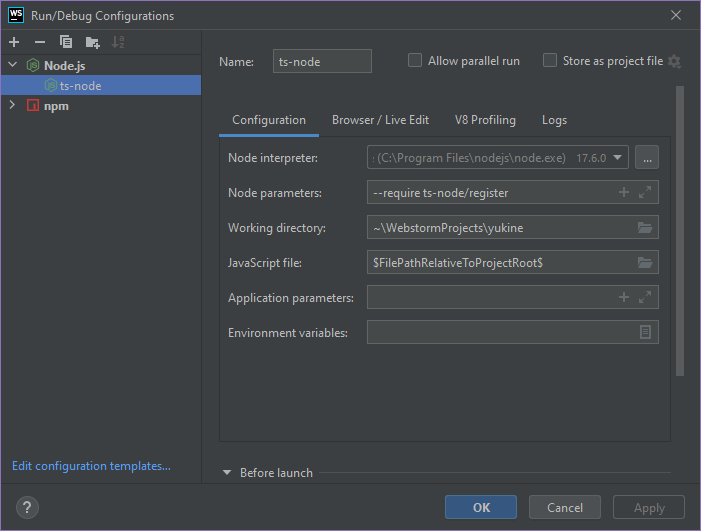 WS Run/Debug Configurations
Node.js
ts-node
npm
Edit configuration templates...
Name: ts-node Allow parallel run Store as project file
Configuration Browser / Live Edit V8 Profiling Logs
Node interpreter: (C:\Program Files\nodejs\node.exe) 17.6.0 ...
Node parameters: --require ts-node/register
Working directory: ~\WebstormProjects\yukine
JavaScript file: $FilePathRelativeToProjectRoot$
Application parameters:
Environment variables:
Before launch
? OK Cancel Apply